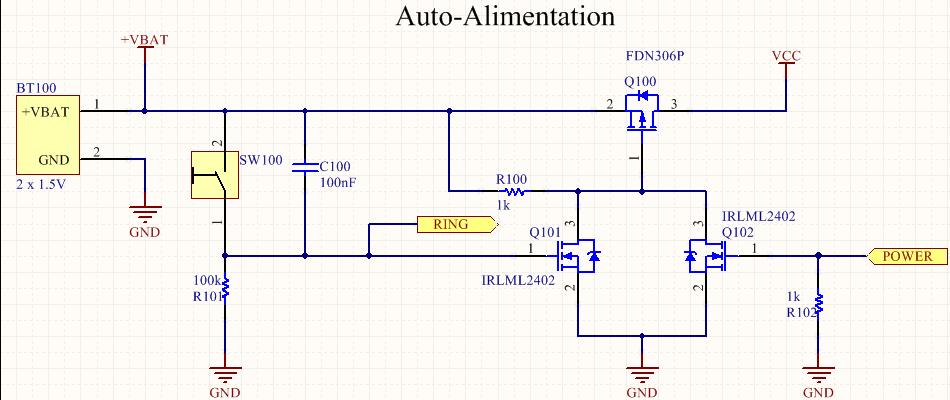 Auto-Alimentation
+VBAT
FDN306P
VCC
BT100
Q100
+VBAT
1
2
3
GND
2
2
SW100
C100
100nF
1
2 x 1.5V
R100
1k
GND
RING
1
Q101
3
3
IRLML2402
Q102
1
1
POWER
100k
R101
IRLML2402
2
2
1k
R102
GND
GND
GND